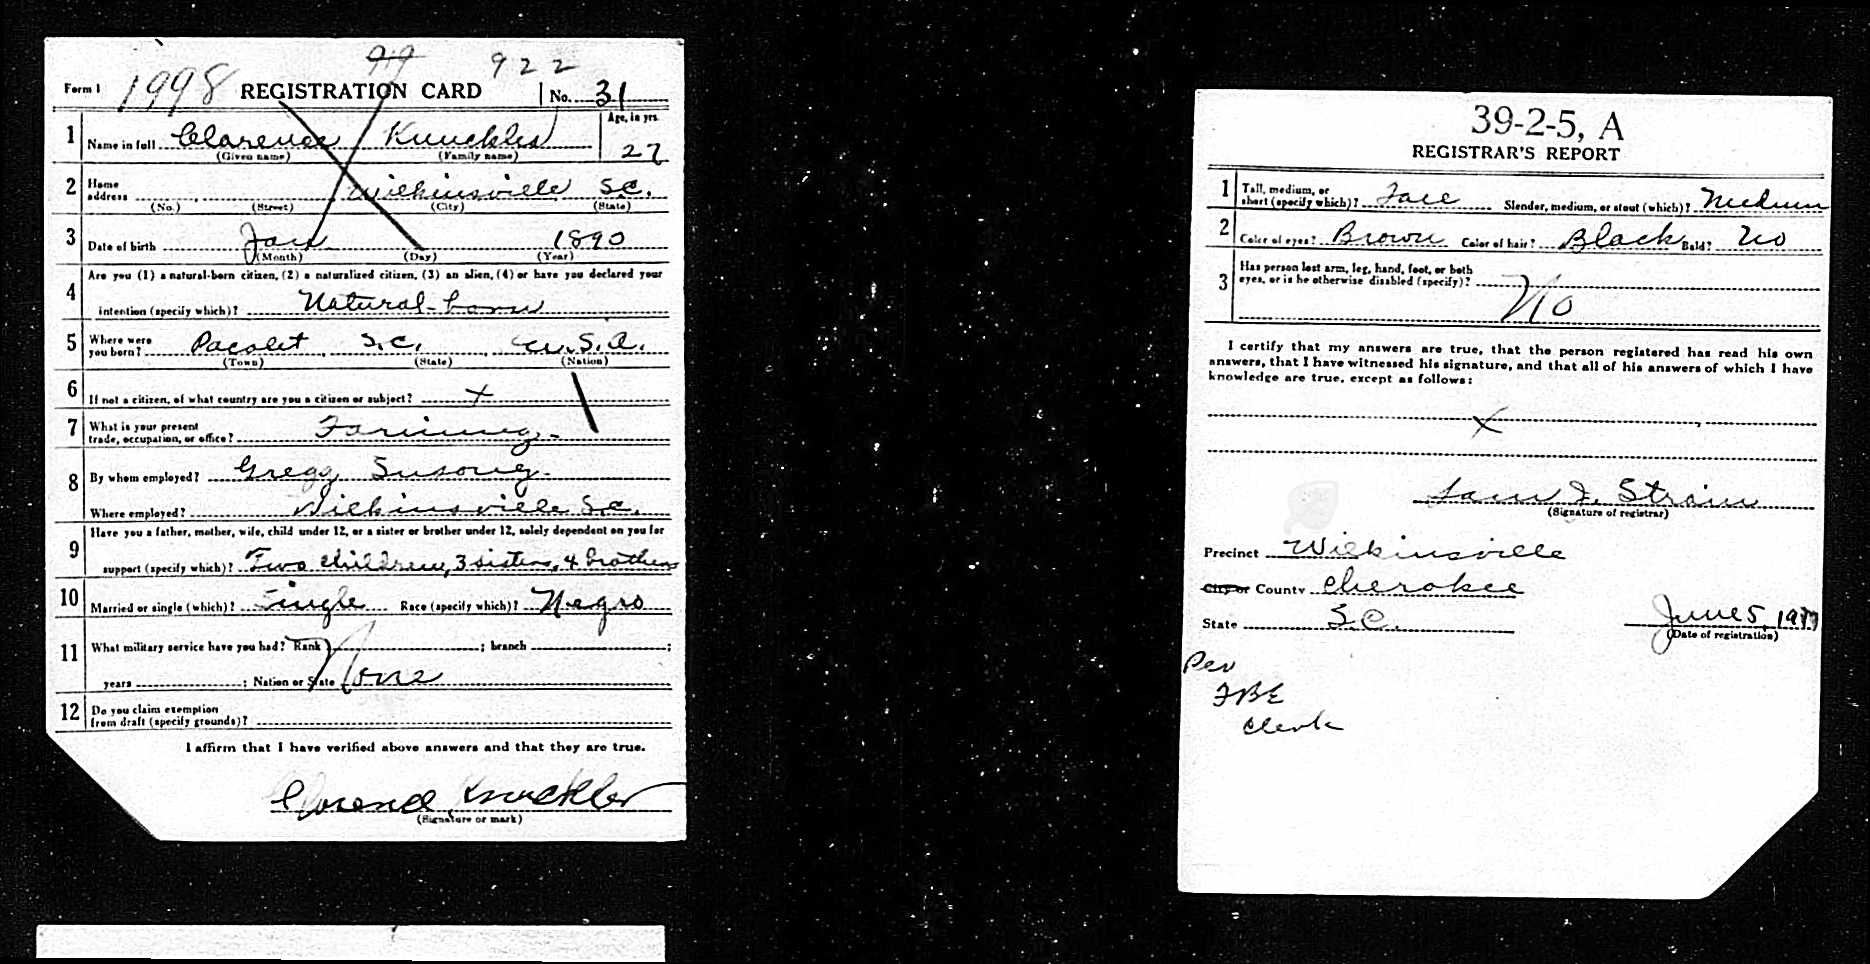 99 922
Form 1 1998 REGISTRATION CARD No. 31
1 Name in full Clarence Knuckles Age, in yrs. 27
(Given name) (Family name)
2 Home address Wilkinsville S.C.
(No.) (Street) (City) (State)
3 Date of birth Jan 1890
(Month) (Day) (Year)
4 Are you (1) a natural-born citizen, (2) a naturalized citizen, (3) an alien, (4) or have you declared your
intention (specify which)? Natural-born
5 Where were you born? Pacolet S.C. U.S.A.
(Town) (State) (Nation)
6 If not a citizen, of what country are you a citizen or subject? X
7 What is your present trade, occupation, or office? Farming
8 By whom employed? Gregg
Where employed? Wilkinsville S.C.
9 Have you a father, mother, wife, child under 12, or a sister or brother under 12, solely dependent on you for
support (specify which)? Two children, 3 sisters, 4 brothers
10 Married or single (which)? Single Race (specify which)? Negro
11 What military service have you had? Rank ; branch ;
years ; Nation or State None
12 Do you claim exemption
from draft (specify grounds)?
I affirm that I have verified above answers and that they are true.
Clarence Knuckler
(Signature or mark)
39-2-5, A
REGISTRAR'S REPORT
1 Tall, medium, or short (specify which)? Tall Slender, medium, or stout (which)? Medium
2 Color of eyes? Brown Color of hair? Black Bald? No
3 Has person lost arm, leg, hand, foot, or both
eyes, or is he otherwise disabled (specify)?
No
I certify that my answers are true, that the person registered has read his own
answers, that I have witnessed his signature, and that all of his answers of which I have
knowledge are true, except as follows:
X
Sam J. Strain
(Signature of registrar)
Precinct Wilkinsville
City or County Cherokee
State S.C. June 5, 1917
(Date of registration)
Per
FBE
Clerk